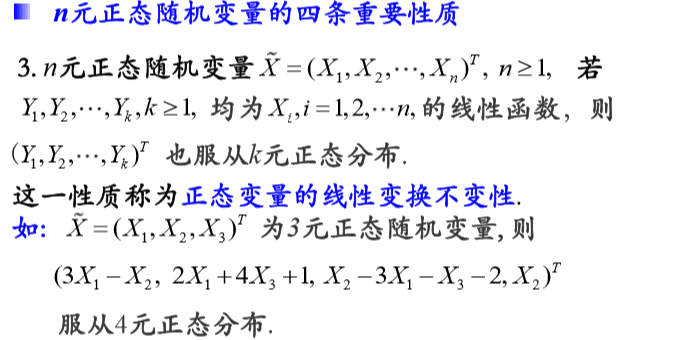 n元正态随机变量的四条重要性质
3. n元正态随机变量 X̃ = (X₁, X₂, ⋯, Xₙ)ᵀ, n ≥ 1, 若
Y₁, Y₂, ⋯, Yₖ, k ≥ 1, 均为 Xᵢ, i = 1, 2, ⋯n, 的线性函数，则
(Y₁, Y₂, ⋯, Yₖ)ᵀ 也服从k元正态分布.
这一性质称为正态变量的线性变换不变性.
如: X̃ = (X₁, X₂, X₃)ᵀ 为3元正态随机变量, 则
(3X₁ − X₂, 2X₁ + 4X₃ + 1, X₂ − 3X₁ − X₃ − 2, X₂)ᵀ
服从4元正态分布.